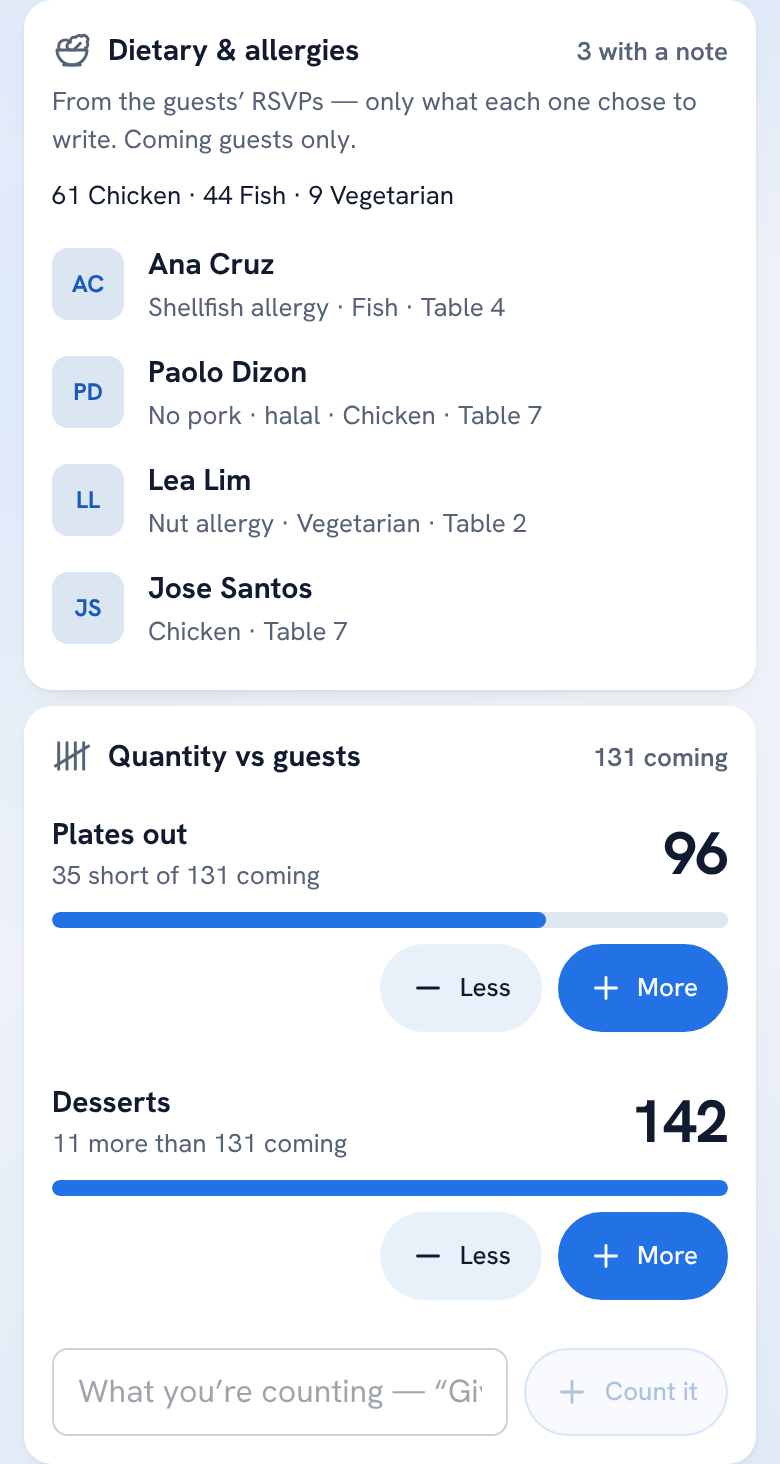 Dietary & allergies
3 with a note
From the guests’ RSVPs — only what each one chose to
write. Coming guests only.
61 Chicken · 44 Fish · 9 Vegetarian
AC
Ana Cruz
Shellfish allergy · Fish · Table 4
PD
Paolo Dizon
No pork · halal · Chicken · Table 7
LL
Lea Lim
Nut allergy · Vegetarian · Table 2
JS
Jose Santos
Chicken · Table 7
Quantity vs guests
131 coming
Plates out
35 short of 131 coming
96
Less
More
Desserts
11 more than 131 coming
142
Less
More
What you’re counting — “Gi
Count it